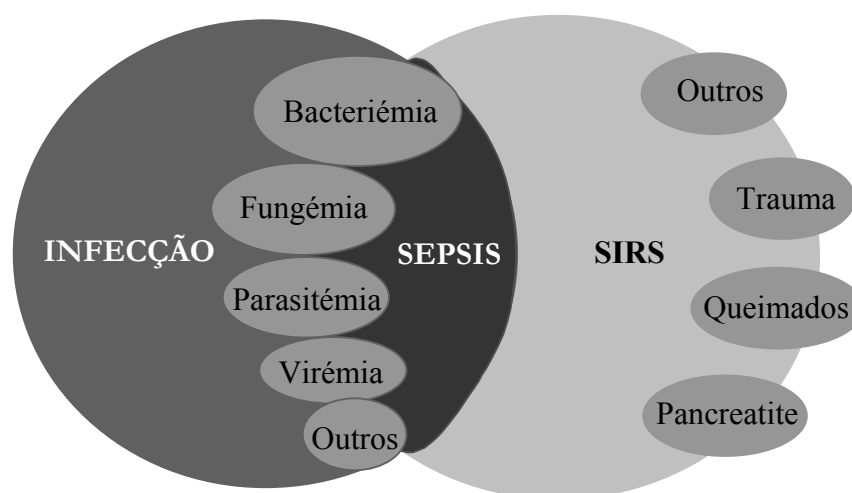 Bacteriémia
Fungémia
INFECÇÃO
Parasitémia
Virémia
Outros
SEPSIS
SIRS
Outros
Trauma
Queimados
Pancreatite